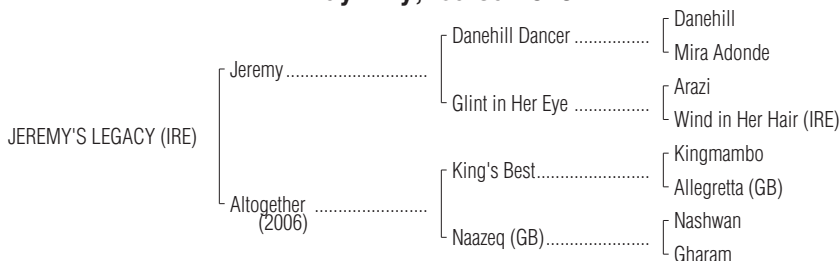 Danehill
Danehill Dancer
Mira Adonde
Jeremy
Arazi
Glint in Her Eye
Wind in Her Hair (IRE)
JEREMY'S LEGACY (IRE)
Kingmambo
King's Best
Allegretta (GB)
Altogether
(2006)
Nashwan
Naazeq (GB)
Gharam